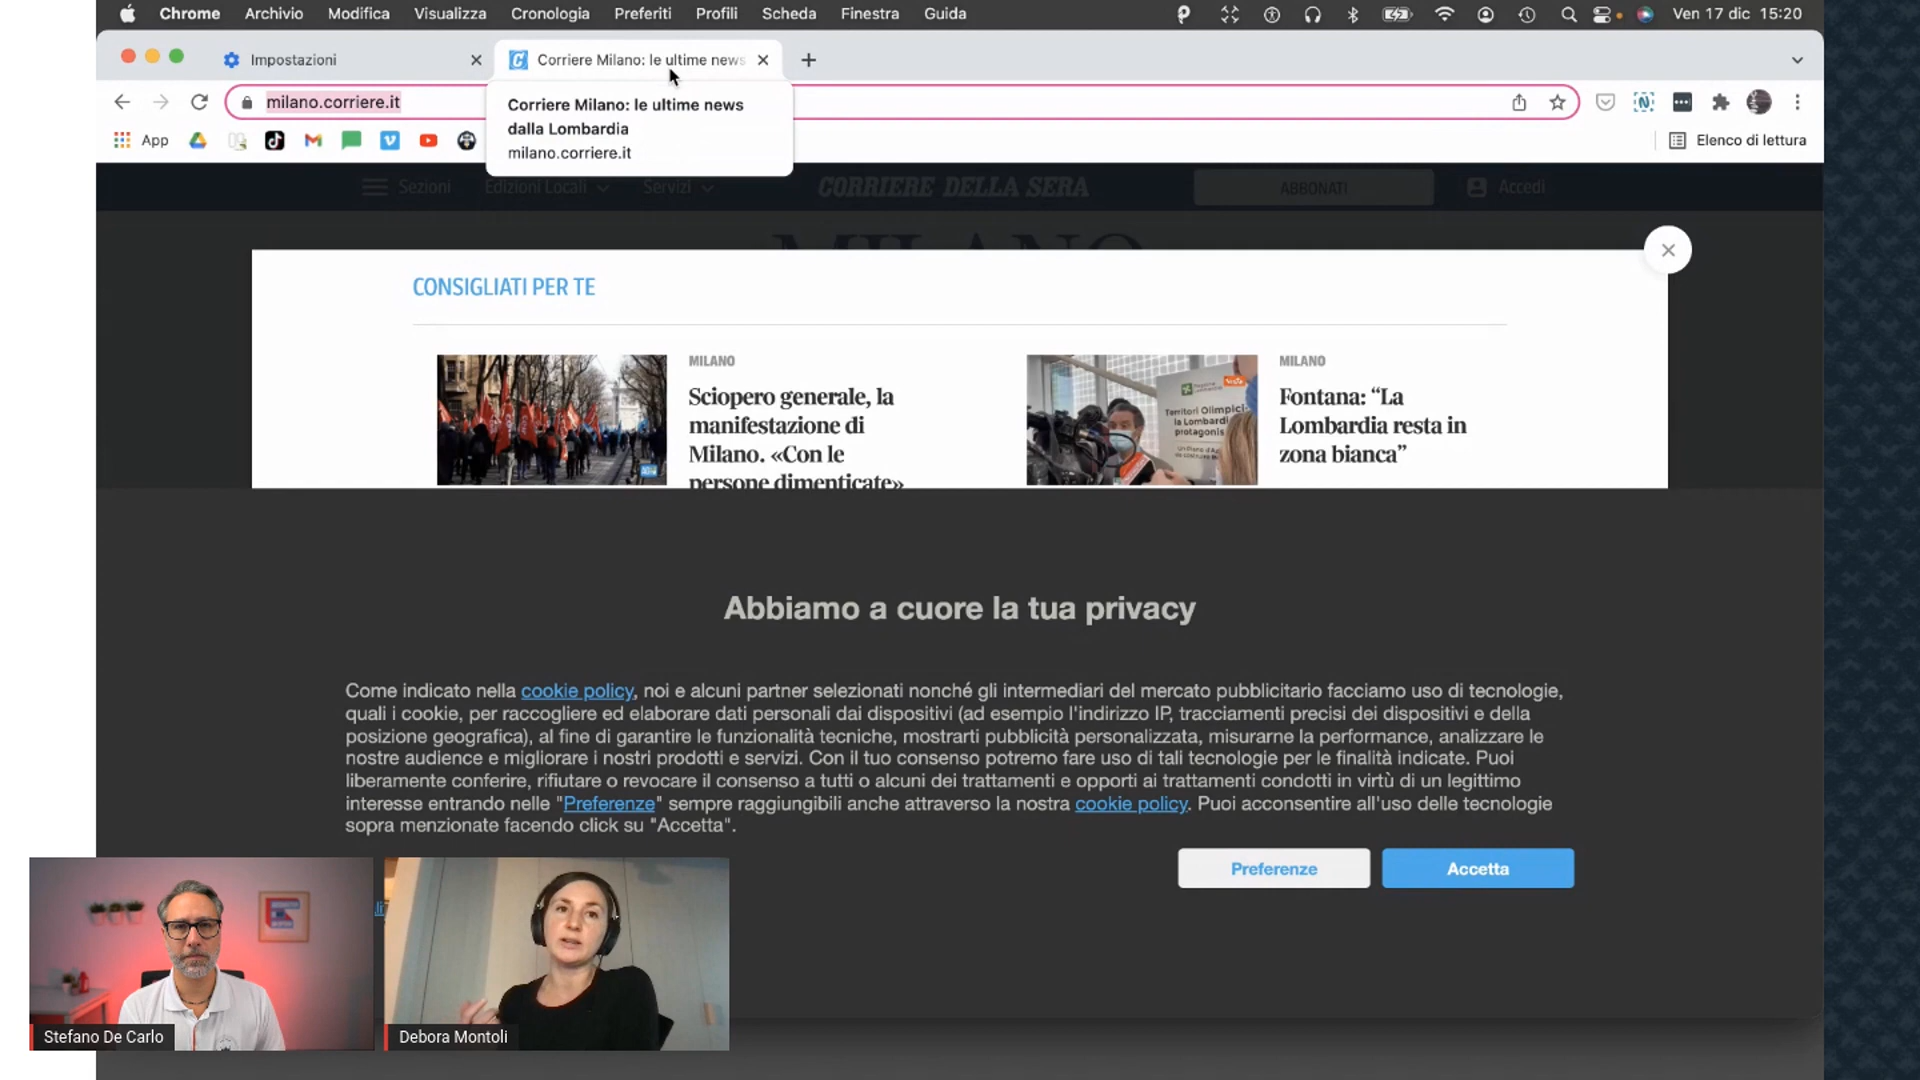 Chrome Archivio Modifica Visualizza Cronologia Preferiti Profili Scheda Finestra Guida Ven 17 dic 15:20
Impostazioni
Corriere Milano: le ultime news
milano.corriere.it
Corriere Milano: le ultime news
dalla Lombardia
milano.corriere.it
App
Elenco di lettura
Sezioni Edizioni Locali Servizi CORRIERE DELLA SERA ABBONATI Accedi
MILANO
CONSIGLIATI PER TE
MILANO
Sciopero generale, la
manifestazione di
Milano. «Con le
persone dimenticate»
Territori Olimpici:
la Lombardi
protagonis
MILANO
Fontana: “La
Lombardia resta in
zona bianca”
Abbiamo a cuore la tua privacy
Come indicato nella cookie policy, noi e alcuni partner selezionati nonché gli intermediari del mercato pubblicitario facciamo uso di tecnologie,
quali i cookie, per raccogliere ed elaborare dati personali dai dispositivi (ad esempio l'indirizzo IP, tracciamenti precisi dei dispositivi e della
posizione geografica), al fine di garantire le funzionalità tecniche, mostrarti pubblicità personalizzata, misurarne la performance, analizzare le
nostre audience e migliorare i nostri prodotti e servizi. Con il tuo consenso potremo fare uso di tali tecnologie per le finalità indicate. Puoi
liberamente conferire, rifiutare o revocare il consenso a tutti o alcuni dei trattamenti e opporti ai trattamenti condotti in virtù di un legittimo
interesse entrando nelle "Preferenze" sempre raggiungibili anche attraverso la nostra cookie policy. Puoi acconsentire all'uso delle tecnologie
sopra menzionate facendo click su "Accetta".
Preferenze
Accetta
Stefano De Carlo
Debora Montoli